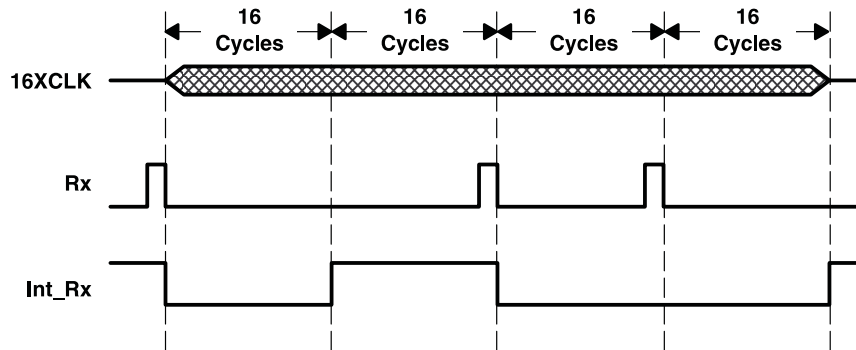 16 16 16 16
Cycles Cycles Cycles Cycles
16XCLK
Rx
Int_Rx